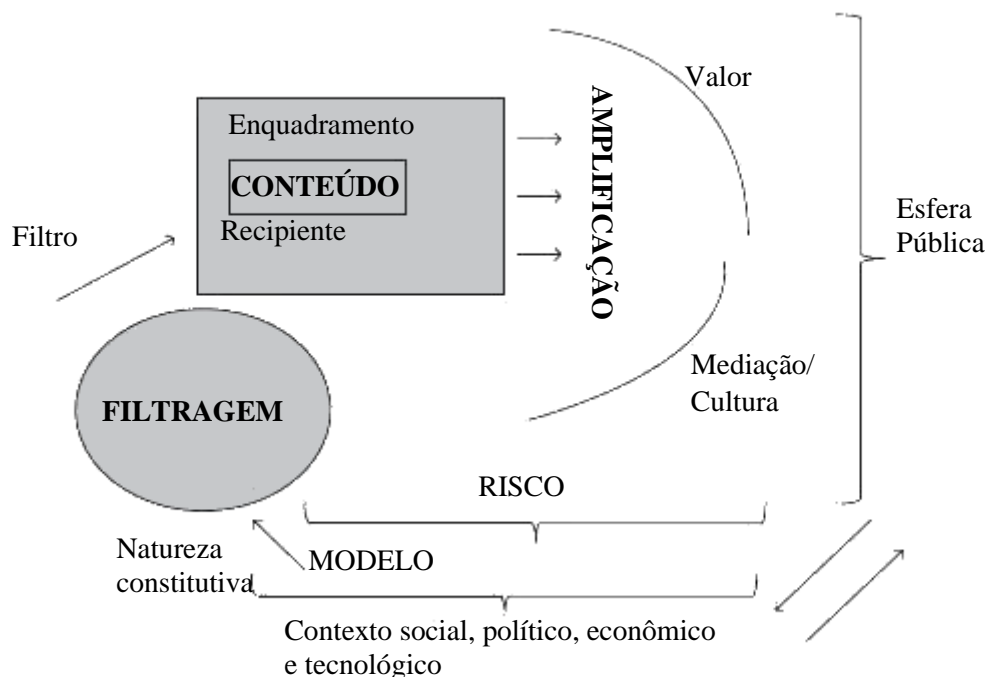 Valor
Enquadramento
AMPLIFICAÇÃO
CONTEÚDO
Recipiente
Esfera
Pública
Filtro
Mediação/
Cultura
FILTRAGEM
RISCO
Natureza
constitutiva
MODELO
Contexto social, político, econômico
e tecnológico